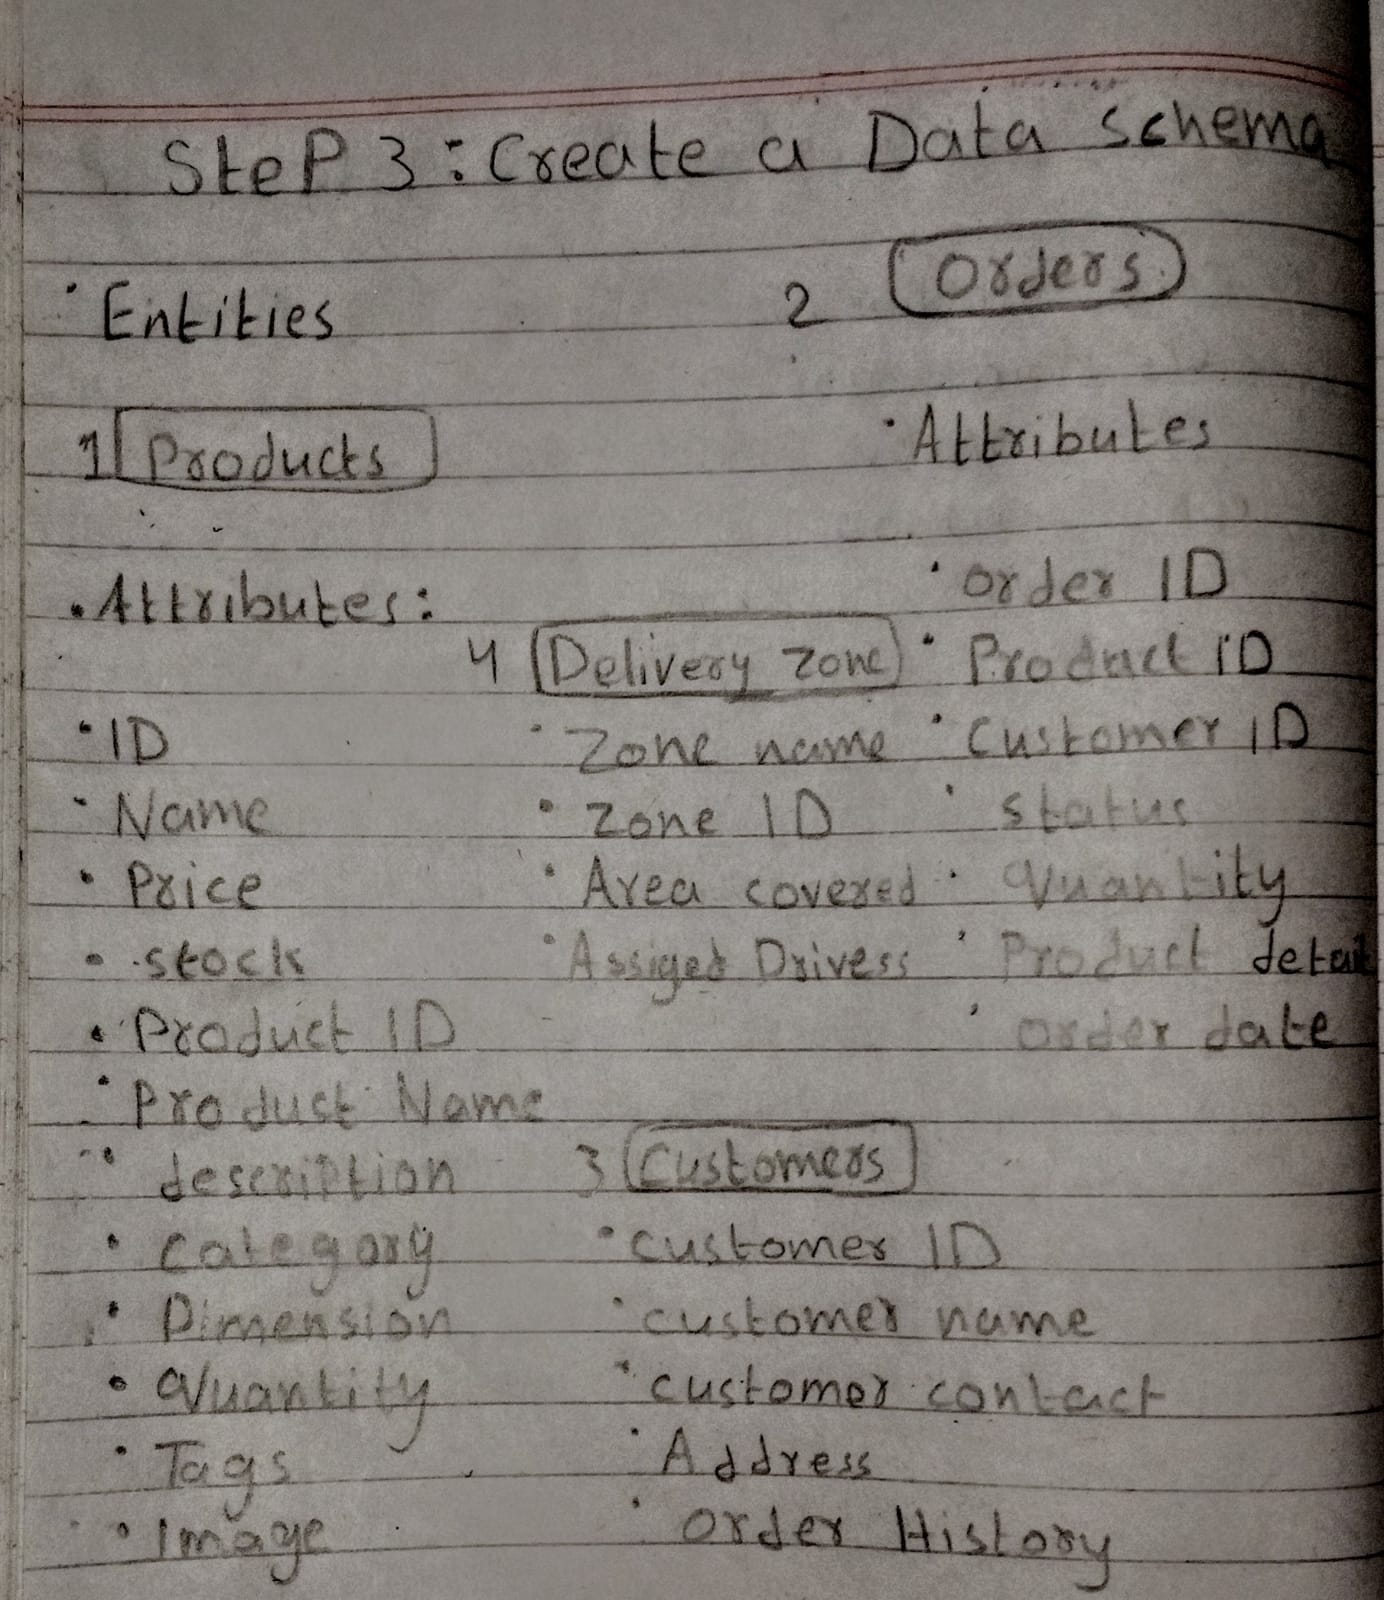 SteP 3: Create a Data schema
• Entities
1 Products
• Attributes:
• ID
• Name
• Price
• stock
• Product ID
• Product Name
• description
• Category
• Dimension
• Quantity
• Tags
• Image
2 Orders
• Attributes
• order ID
• Product ID
• Customer ID
• status
• Quantity
• Product detail
• order date
4 Delivery zone
• Zone name
• Zone ID
• Area covered
• Assiged Drivess
3 Customers
• customer ID
• customer name
• customer contact
• Address
• order History